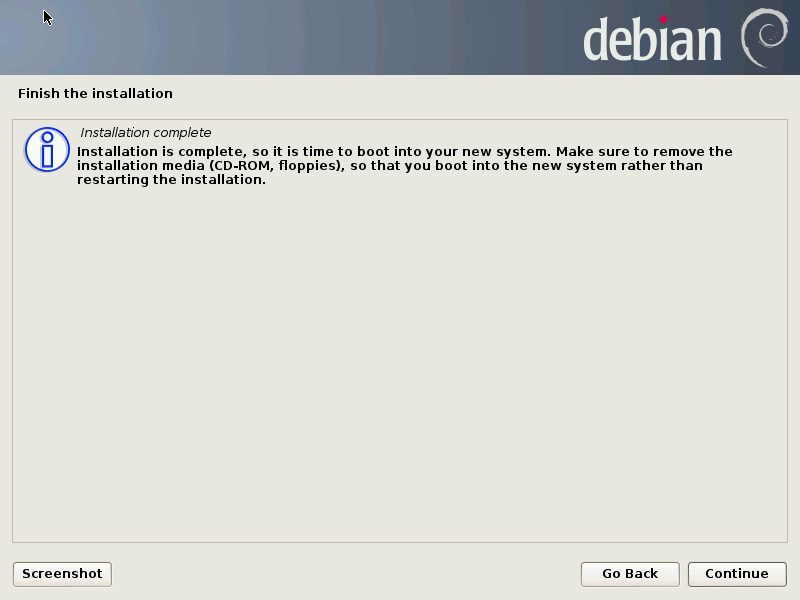 debian
Finish the installation
Installation complete
Installation is complete, so it is time to boot into your new system. Make sure to remove the
installation media (CD-ROM, floppies), so that you boot into the new system rather than
restarting the installation.
Screenshot
Go Back
Continue